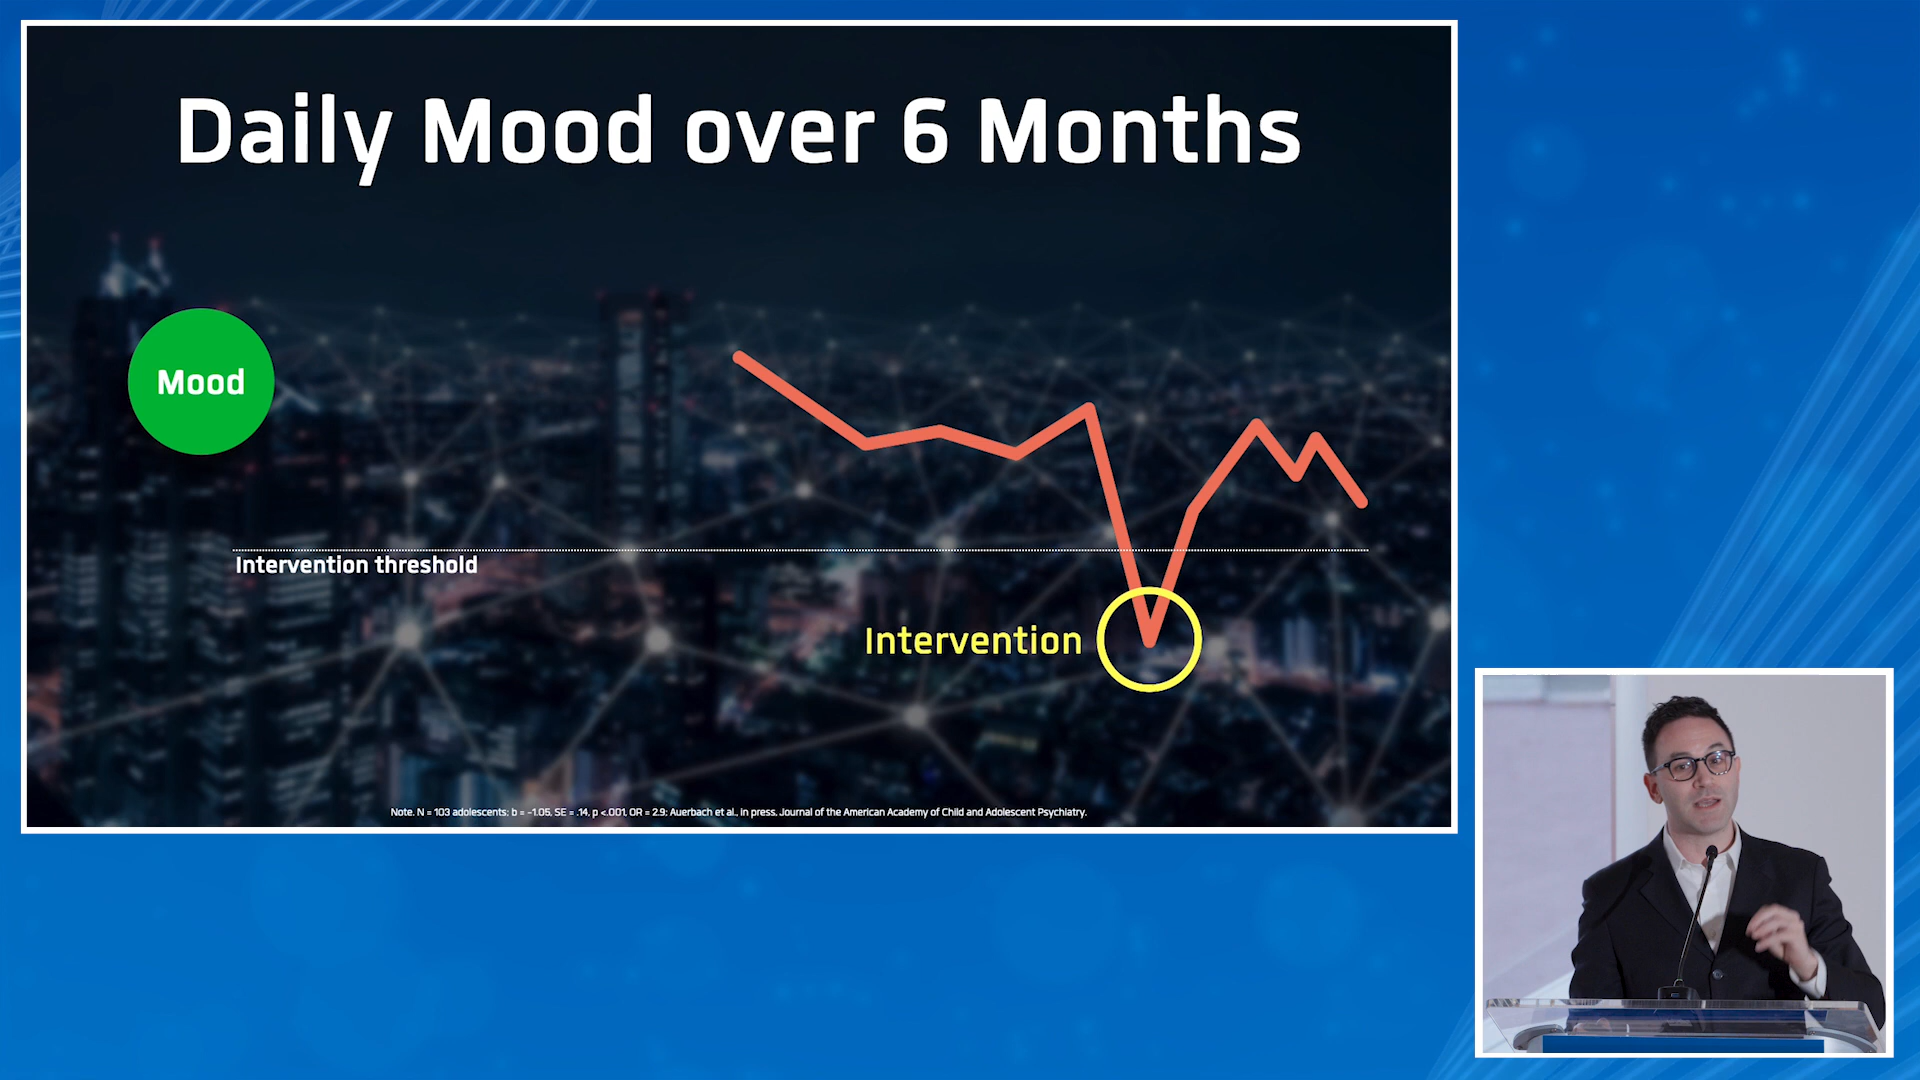 Daily Mood over 6 Months
Mood
Intervention threshold
Intervention
Note. N = 103 adolescents: b = -1.05, SE = .14, p <.001, OR = 2.9; Auerbach et al., in press, Journal of the American Academy of Child and Adolescent Psychiatry.